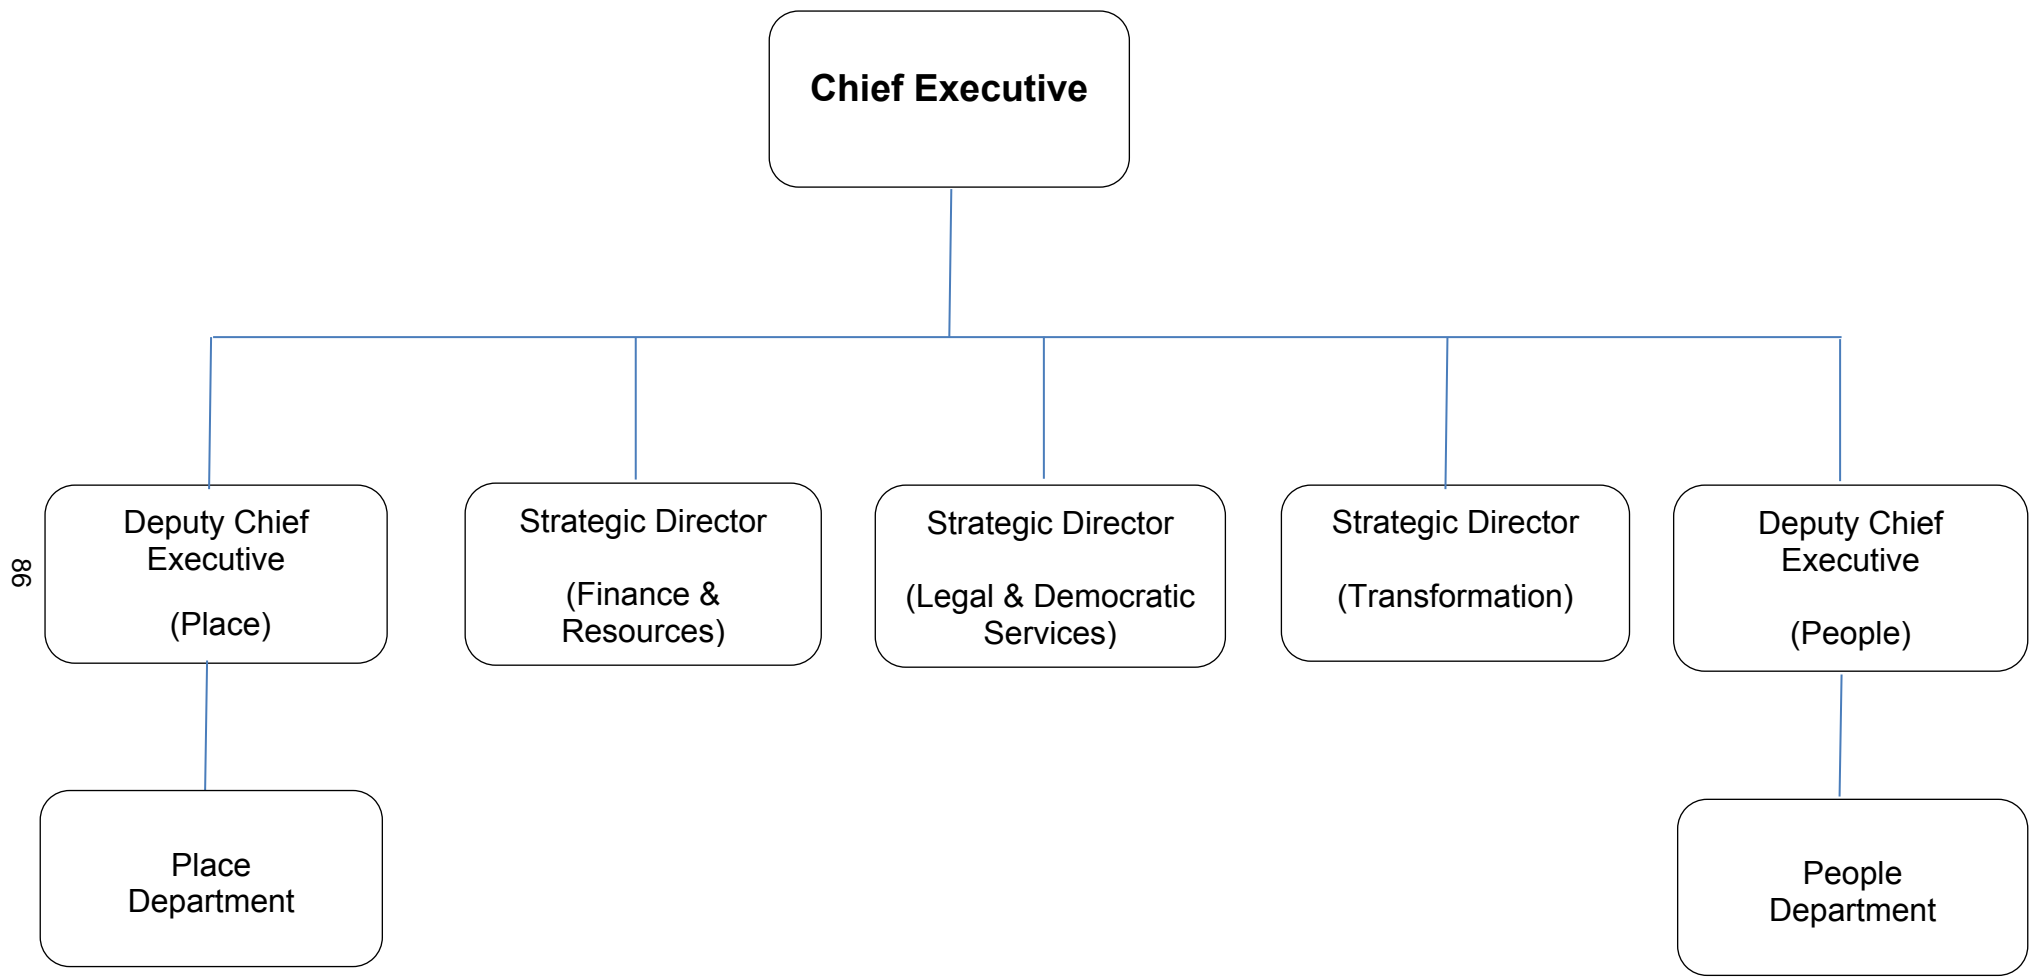 Chief Executive
Deputy Chief
Executive
(Place)
Strategic Director
(Finance &
Resources)
Strategic Director
(Legal & Democratic
Services)
Strategic Director
(Transformation)
Deputy Chief
Executive
(People)
86
Place
Department
People
Department